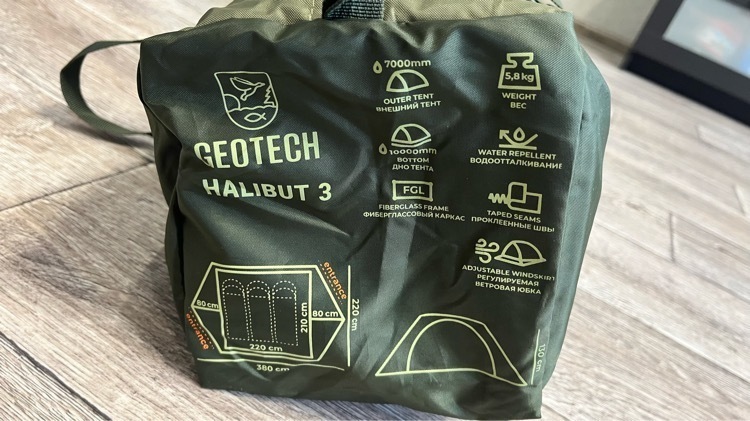 GEOTECH
HALIBUT 3
7000mm
OUTER TENT
ВНЕШНИЙ ТЕНТ
10000mm
BOTTOM
ДНО ТЕНТА
FGL
FIBERGLASS FRAME
ФИБЕРГЛАССОВЫЙ КАРКАС
5,8 kg
WEIGHT
ВЕС
WATER REPELLENT
ВОДООТТАЛКИВАНИЕ
TAPED SEAMS
ПРОКЛЕЕННЫЕ ШВЫ
ADJUSTABLE WINDSKIRT
РЕГУЛИРУЕМАЯ
ВЕТРОВАЯ ЮБКА
entrance
80 cm
210 cm
80 cm
220 cm
entrance
220 cm
380 cm
130 cm